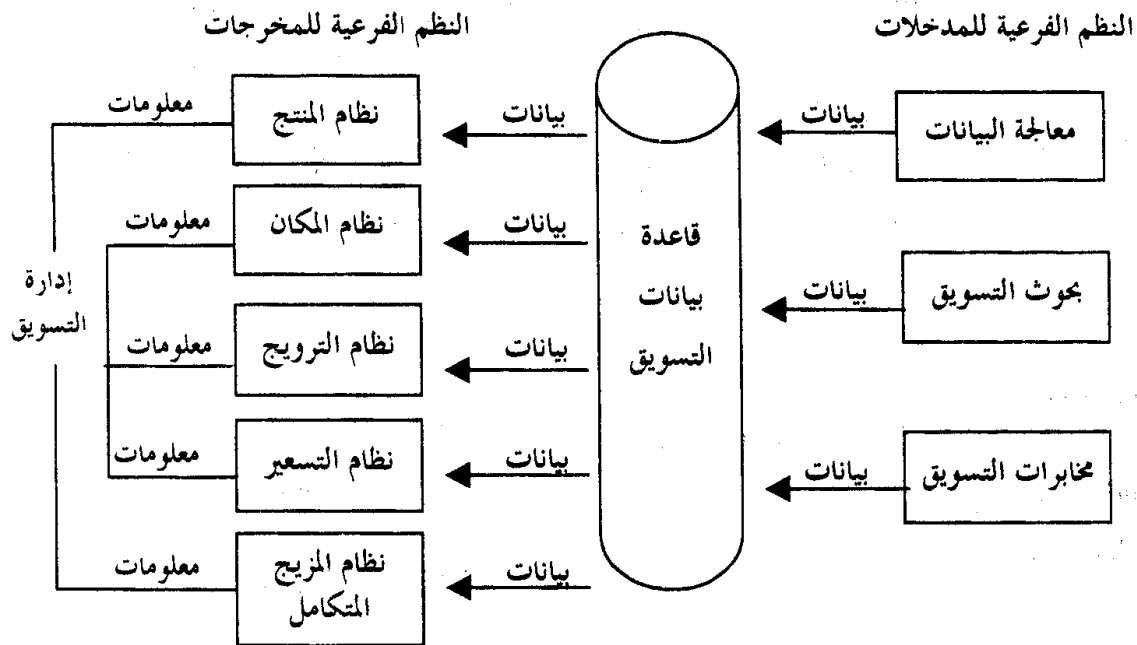 النظم الفرعية للمدخلات
النظم الفرعية للمخرجات
معالجة البيانات
بيانات
بحوث التسويق
بيانات
مخابرات التسويق
بيانات
قاعدة
بيانات
التسويق
بيانات
نظام المنتج
معلومات
بيانات
نظام المكان
معلومات
بيانات
نظام الترويج
معلومات
بيانات
نظام التسعير
معلومات
بيانات
نظام المزيج
المتكامل
معلومات
إدارة
التسويق